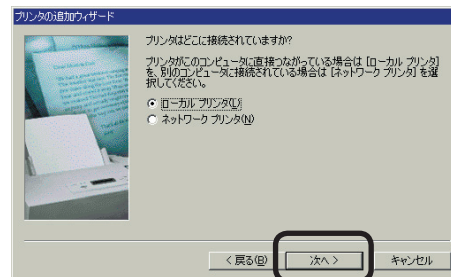 プリンタの追加ウィザード
プリンタはどこに接続されていますか?
プリンタがこのコンピュータに直接つながっている場合は [ローカル プリンタ]
を、別のコンピュータに接続されている場合は [ネットワーク プリンタ] を選
択してください。
ローカル プリンタ(L)
ネットワーク プリンタ(N)
< 戻る(B)
次へ >
キャンセル